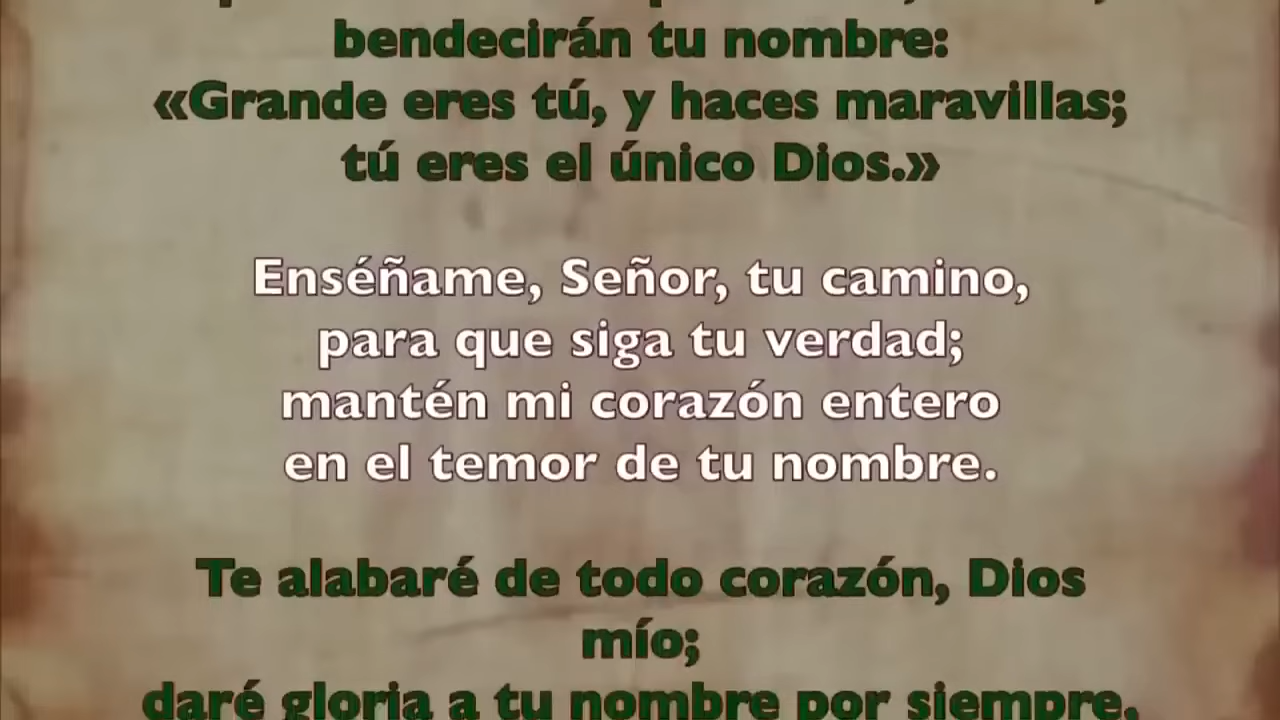 bendecirán tu nombre:
«Grande eres tú, y haces maravillas;
tú eres el único Dios.»
Enséñame, Señor, tu camino,
para que siga tu verdad;
mantén mi corazón entero
en el temor de tu nombre.
Te alabaré de todo corazón, Dios
mío;
daré gloria a tu nombre por siempre.